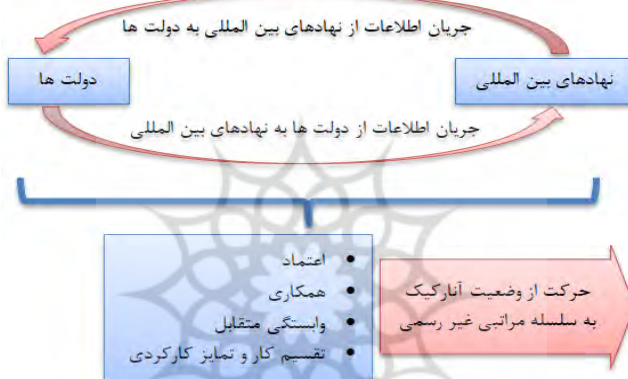 جریان اطلاعات از نهادهای بین المللی به دولت ها
نهادهای بین المللی
دولت ها
جریان اطلاعات از دولت ها به نهادهای بین المللی
اعتماد
همکاری
وابستگی متقابل
تقسیم کار و تمایز کارکردی
حرکت از وضعیت آنارکیک
به سلسله مراتبی غیر رسمی